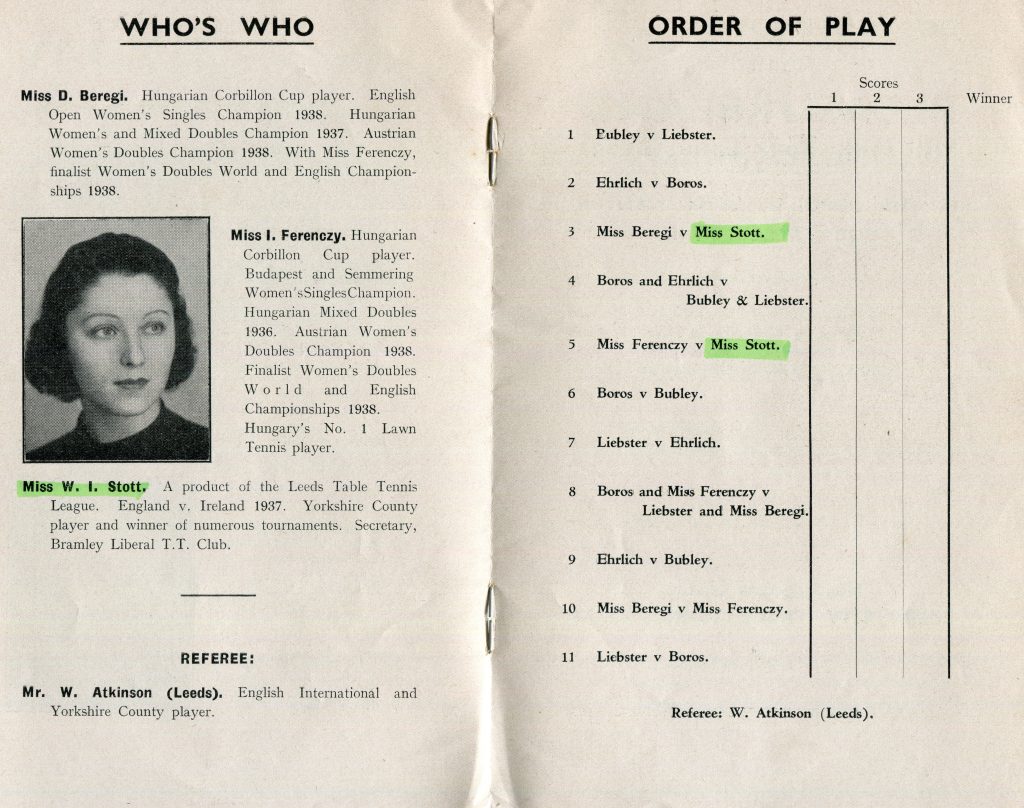 WHO'S WHO
Miss D. Beregi. Hungarian Corbillon Cup player. English
Open Women's Singles Champion 1938. Hungarian
Women's and Mixed Doubles Champion 1937. Austrian
Women's Doubles Champion 1938. With Miss Ferenczy,
finalist Women's Doubles World and English Champion-
ships 1938.
Miss I. Ferenczy. Hungarian
Corbillon Cup player.
Budapest and Semmering
Women'sSinglesChampion.
Hungarian Mixed Doubles
1936. Austrian Women's
Doubles Champion 1938.
Finalist Women's Doubles
World and English
Championships 1938.
Hungary's No. 1 Lawn
Tennis player.
Miss W. I. Stott. A product of the Leeds Table Tennis
League. England v. Ireland 1937. Yorkshire County
player and winner of numerous tournaments. Secretary,
Bramley Liberal T.T. Club.
REFEREE:
Mr. W. Atkinson (Leeds). English International and
Yorkshire County player.
ORDER OF PLAY
Scores
1 2 3 Winner
1 Bubley v Liebster.
2 Ehrlich v Boros.
3 Miss Beregi v Miss Stott.
4 Boros and Ehrlich v
Bubley & Liebster.
5 Miss Ferenczy v Miss Stott.
6 Boros v Bubley.
7 Liebster v Ehrlich.
8 Boros and Miss Ferenczy v
Liebster and Miss Beregi.
9 Ehrlich v Bubley.
10 Miss Beregi v Miss Ferenczy.
11 Liebster v Boros.
Referee: W. Atkinson (Leeds).